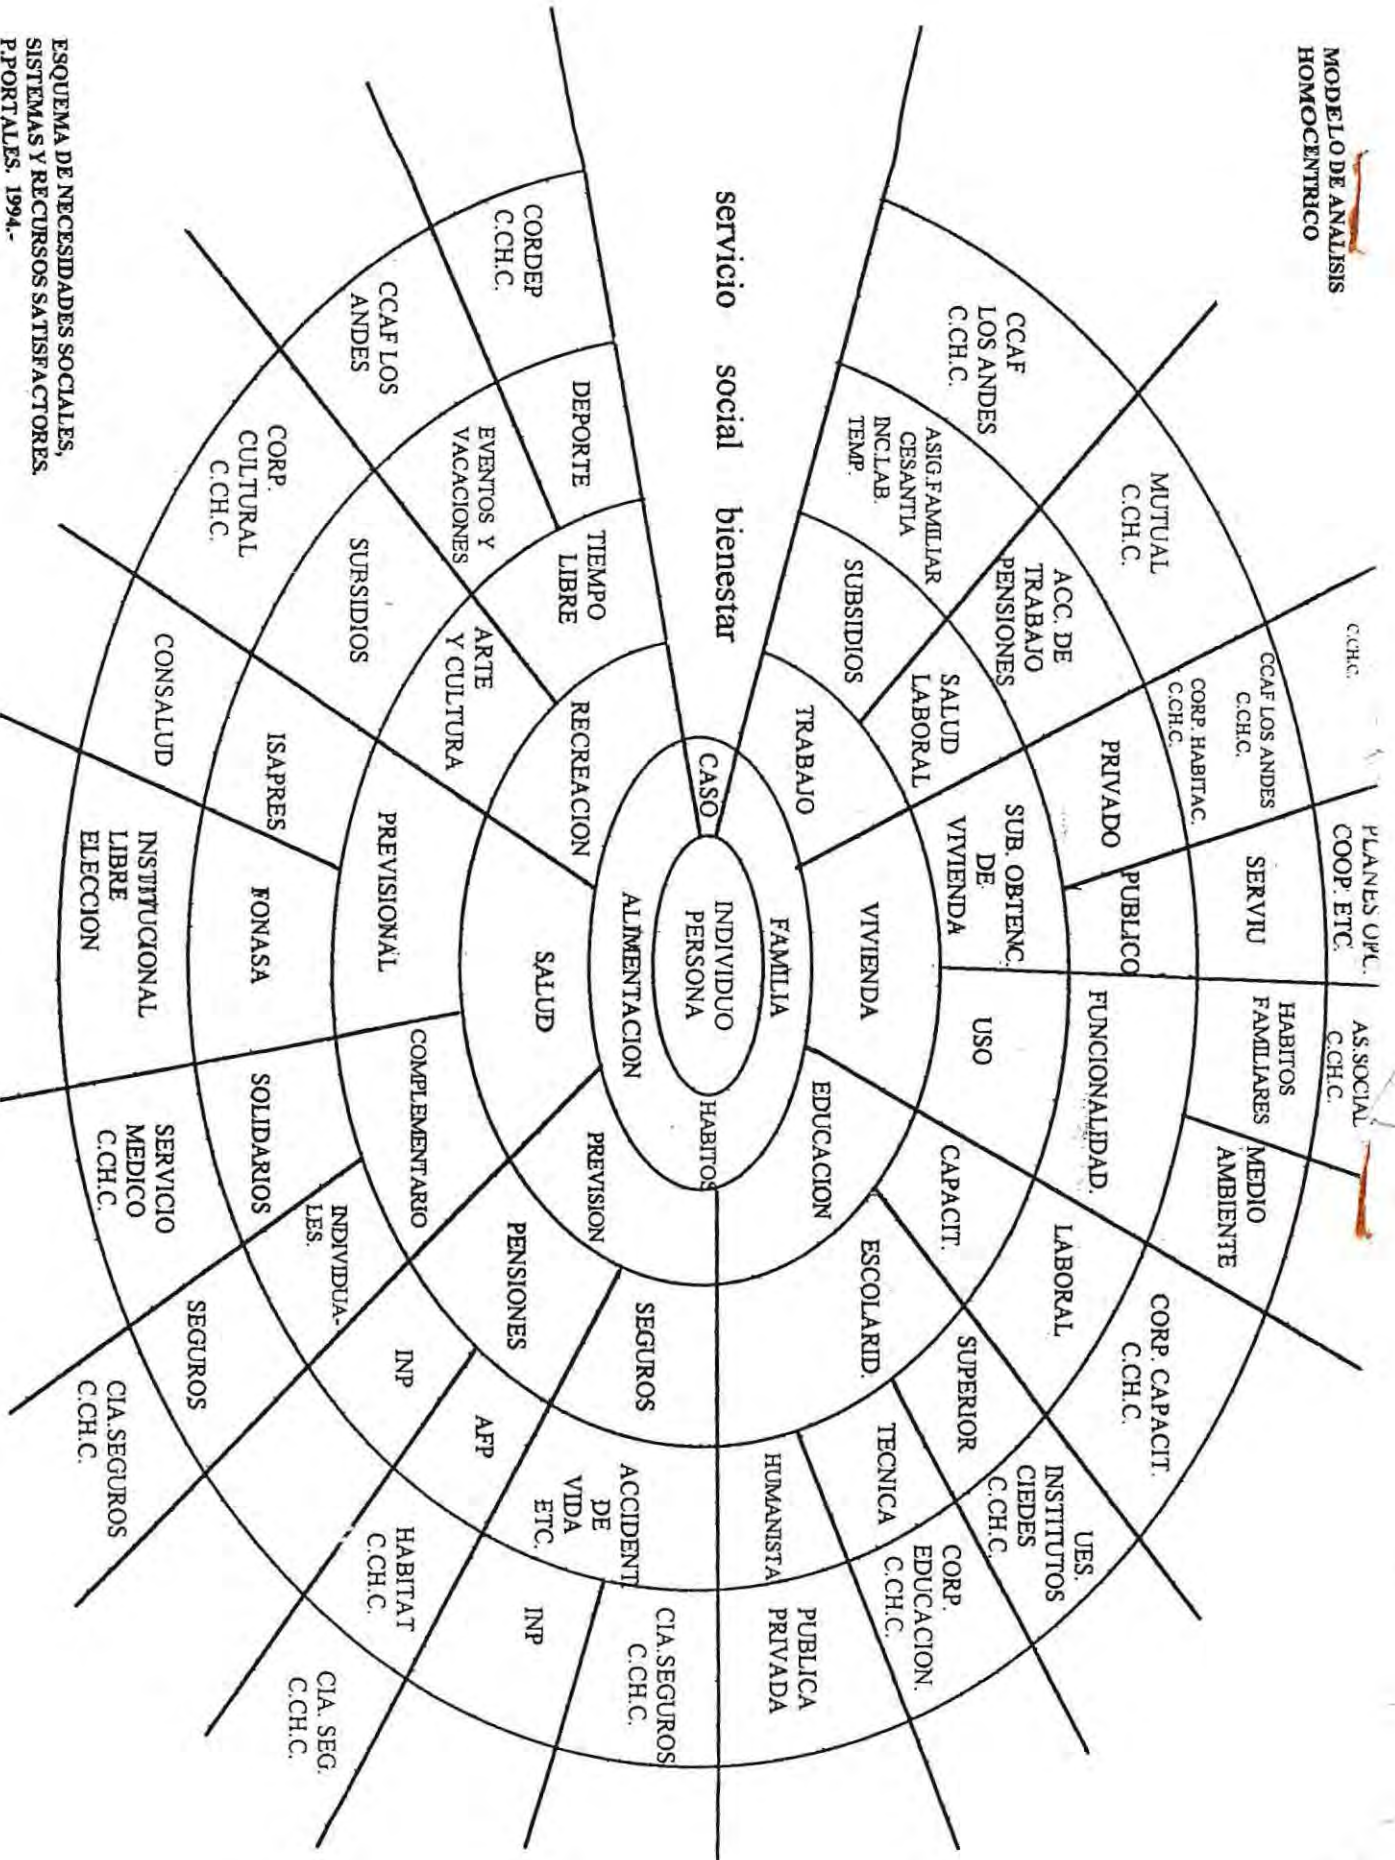 MODELO DE ANALISIS
HOMOCENTRICO
servicio social bienestar
CASO
INDIVIDUO
PERSONA
FAMILIA
HABITOS
ALIMENTACION
TRABAJO
SUBSIDIOS
ASIG.FAMILIAR
CESANTIA
INC.LAB.
TEMP.
CCAF
LOS ANDES
C.CH.C.
SALUD
LABORAL
ACC. DE
TRABAJO
PENSIONES
MUTUAL
C.CH.C.
VIVIENDA
SUB. OBTENC.
DE
VIVIENDA
PRIVADO
CORP. HABITAC.
C.CH.C.
CCAF LOS ANDES
C.CH.C.
C.CH.C.
PUBLICO
SERVIU
PLANES OPC.
COOP. ETC.
USO
FUNCIONALIDAD.
HABITOS
FAMILIARES
AS.SOCIAL
C.CH.C.
MEDIO
AMBIENTE
EDUCACION
CAPACIT.
LABORAL
CORP. CAPACIT.
C.CH.C.
ESCOLARID.
SUPERIOR
UES.
INSTITUTOS
CIEDES
C.CH.C.
TECNICA
CORP.
EDUCACION.
C.CH.C.
HUMANISTA
PUBLICA
PRIVADA
PREVISION
SEGUROS
ACCIDENT
DE
VIDA
ETC.
CIA.SEGUROS
C.CH.C.
INP
PENSIONES
AFP
HABITAT
C.CH.C.
CIA. SEG.
C.CH.C.
INP
SALUD
COMPLEMENTARIO
INDIVIDUA-
LES.
SEGUROS
CIA.SEGUROS
C.CH.C.
SOLIDARIOS
SERVICIO
MEDICO
C.CH.C.
PREVISIONAL
FONASA
INSTITUCIONAL
LIBRE
ELECCION
ISAPRES
CONSALUD
RECREACION
ARTE
Y CULTURA
SUBSIDIOS
CORP.
CULTURAL
C.CH.C.
TIEMPO
LIBRE
EVENTOS Y
VACACIONES
CCAF LOS
ANDES
DEPORTE
CORDEP
C.CH.C.
ESQUEMA DE NECESIDADES SOCIALES,
SISTEMAS Y RECURSOS SATISFACTORES.
P.PORTALES. 1994.-